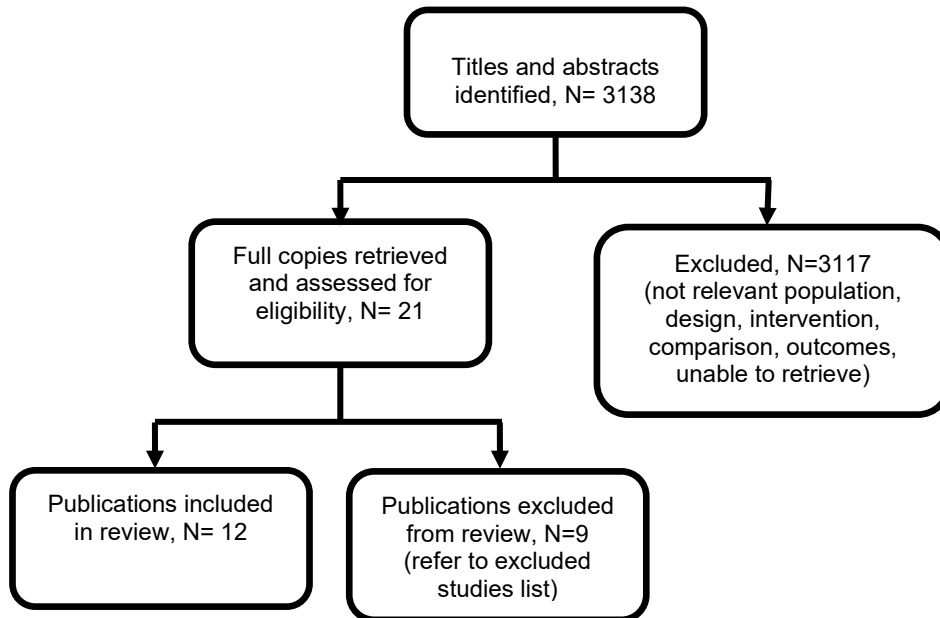 Titles and abstracts
identified, N= 3138
Full copies retrieved
and assessed for
eligibility, N= 21
Excluded, N=3117
(not relevant population,
design, intervention,
comparison, outcomes,
unable to retrieve)
Publications included
in review, N= 12
Publications excluded
from review, N=9
(refer to excluded
studies list)